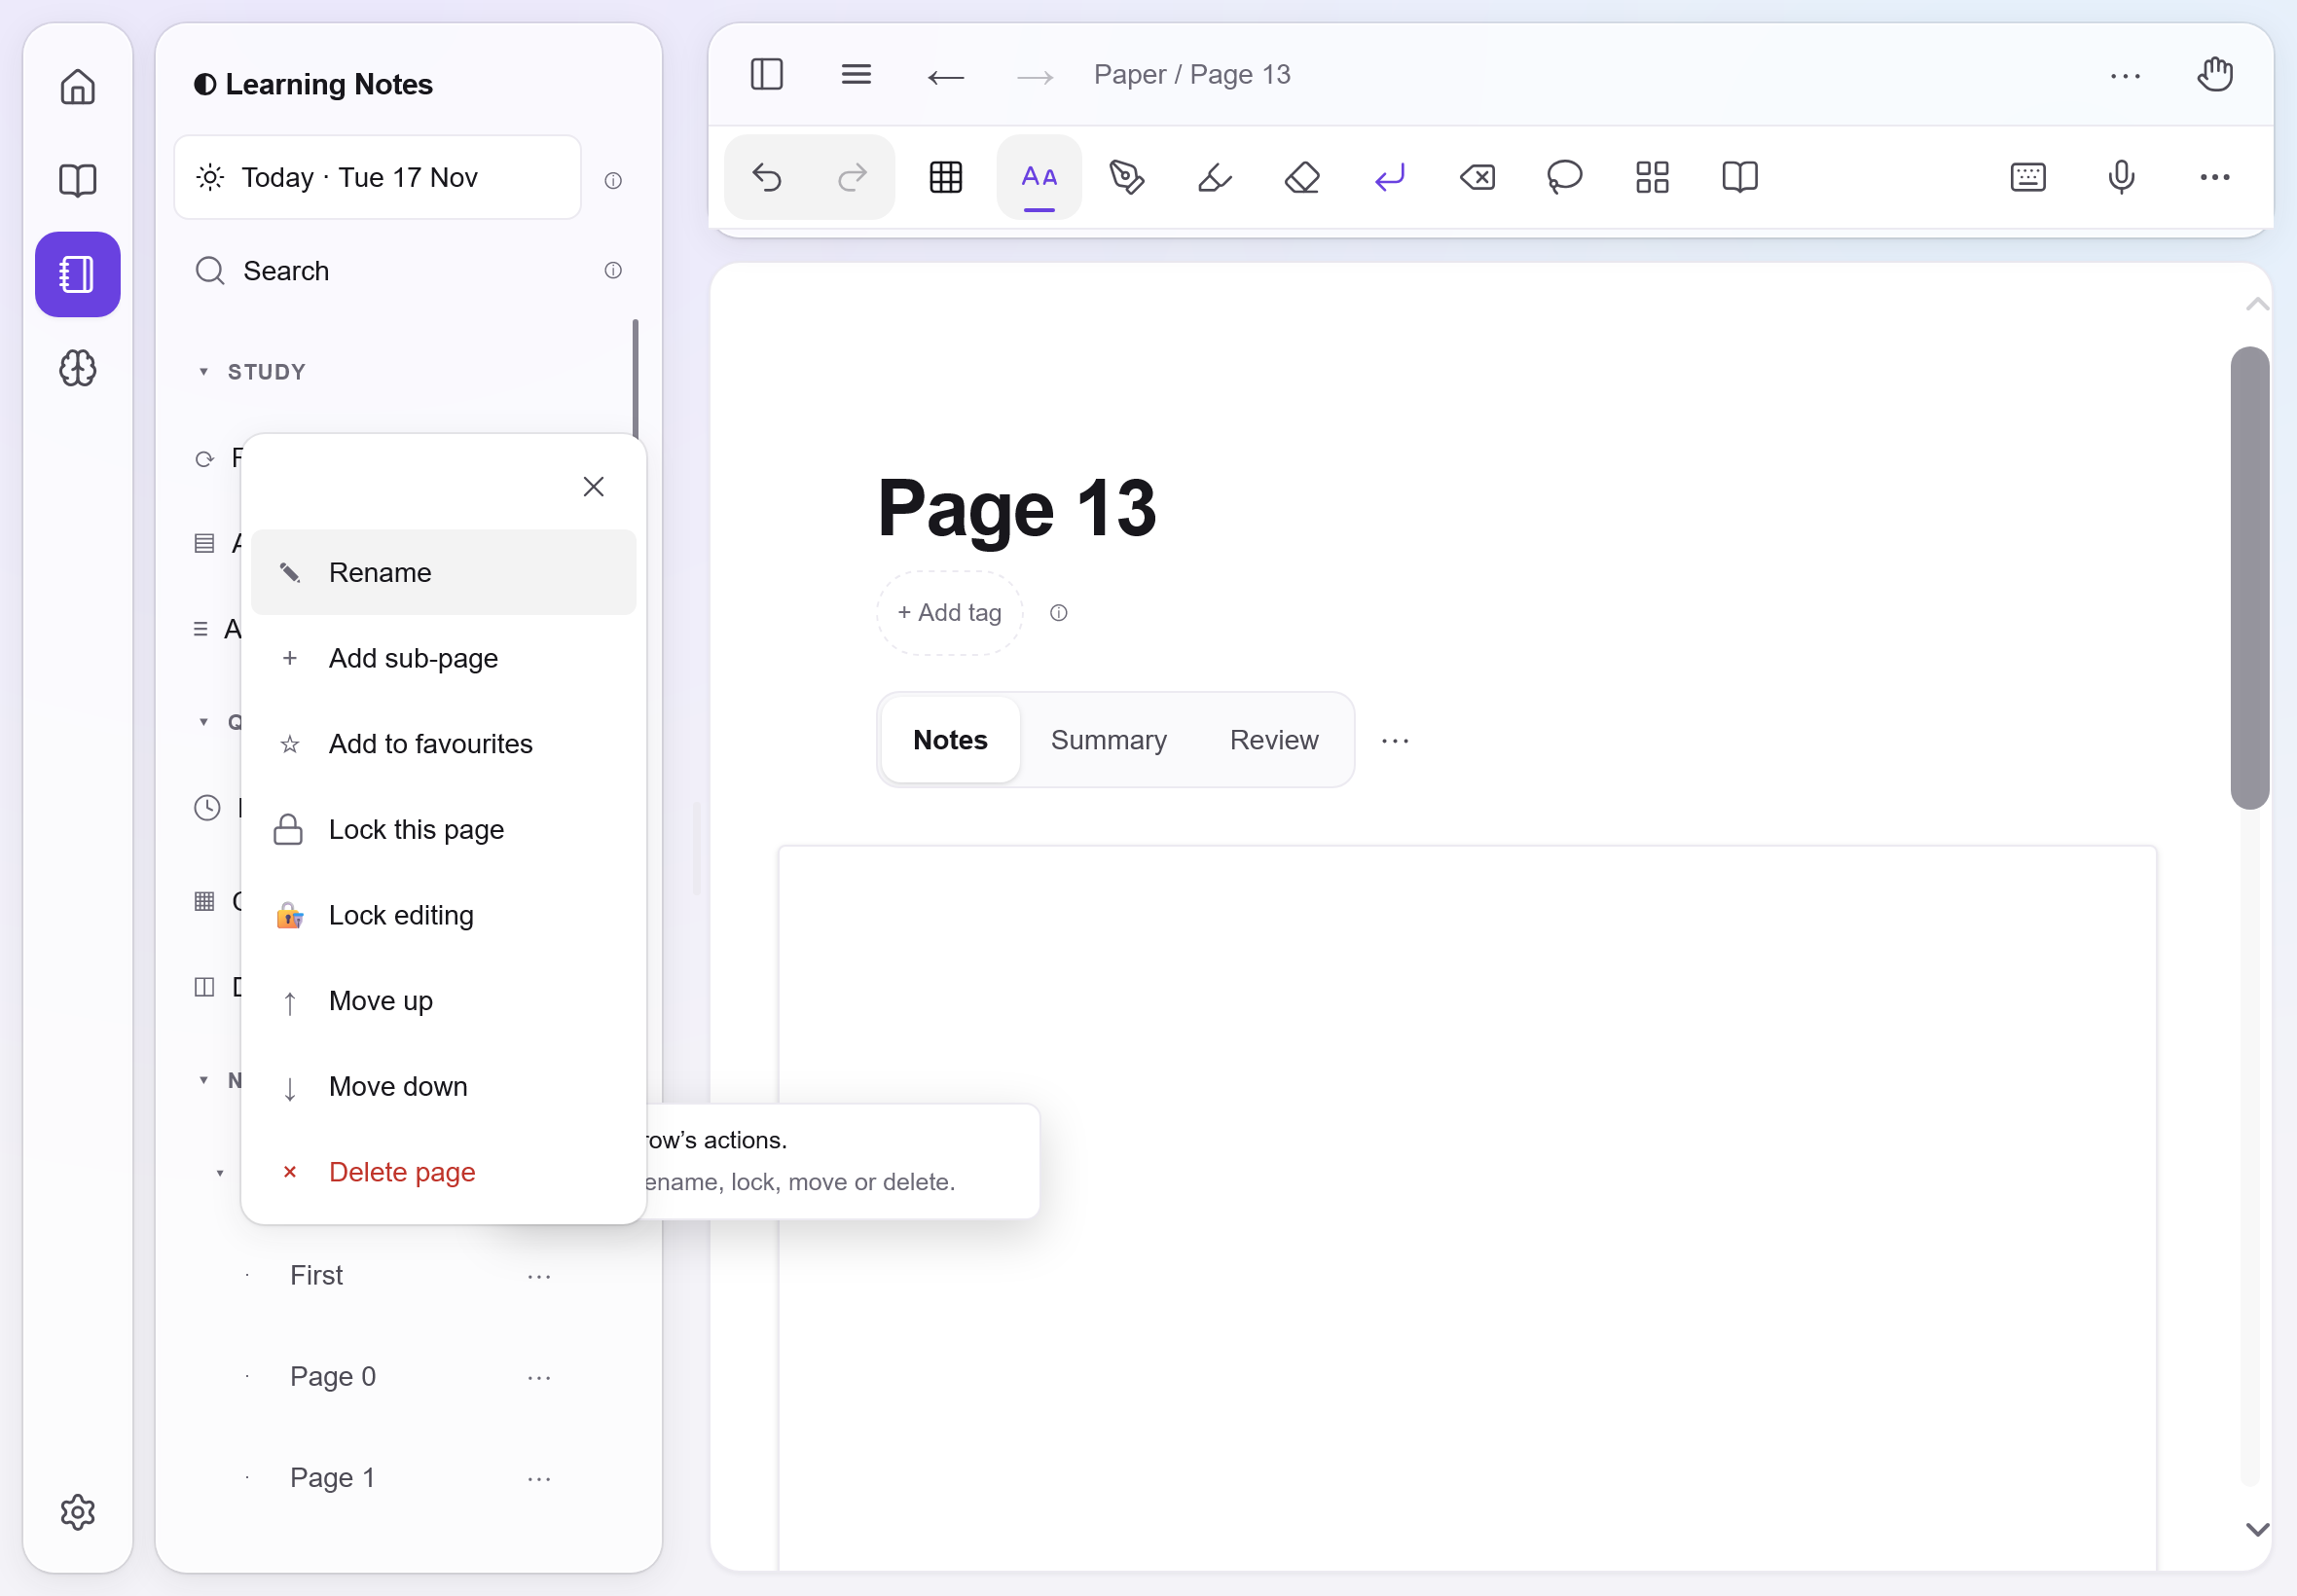 Learning Notes
Today · Tue 17 Nov
Search
STUDY
Rename
Add sub-page
Add to favourites
Lock this page
Lock editing
Move up
Move down
Delete page
row’s actions.
rename, lock, move or delete.
First
Page 0
Page 1
Paper / Page 13
Page 13
+ Add tag
Notes Summary Review